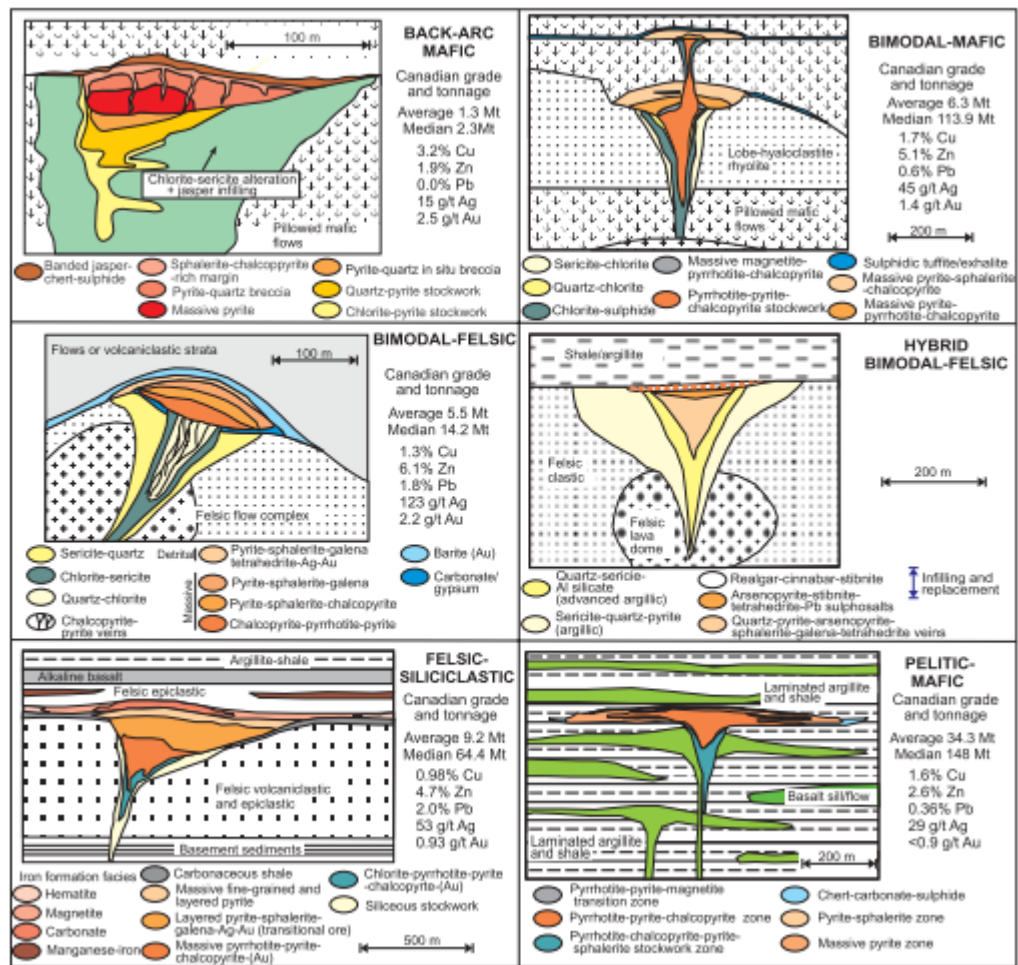 100 m
BACK-ARC
MAFIC
Canadian grade
and tonnage
Average 1.3 Mt
Median 2.3Mt
3.2% Cu
1.9% Zn
0.0% Pb
15 g/t Ag
2.5 g/t Au
Chlorite-sericite alteration
+ jasper infilling
Pillowed mafic
flows
Banded jasper-
chert-sulphide
Sphalerite-chalcoppyrite
-rich margin
Pyrite-quartz breccia
Massive pyrite
Pyrite-quartz in situ breccia
Quartz-pyrite stockwork
Chlorite-pyrite stockwork
BIMODAL-MAFIC
Canadian grade
and tonnage
Average 6.3 Mt
Median 113.9 Mt
1.7% Cu
5.1% Zn
0.6% Pb
45 g/t Ag
1.4 g/t Au
200 m
Lobe-hyaloclastite
rhyolite
Pillowed mafic
flows
Sericite-chlorite
Quartz-chlorite
Chlorite-sulphide
Massive magnetite-
pyrrhotite-chalcopyrite
Pyrrhotite-pyrite-
chalcopyrite stockwork
Sulphidic tuffite/exhalite
Massive pyrite-sphalerite
-chalcopyrite
Massive pyrite-
pyrrhotite-chalcopyrite
BIMODAL-FELSIC
Flows or volcaniclastic strata
100 m
Canadian grade
and tonnage
Average 5.5 Mt
Median 14.2 Mt
1.3% Cu
6.1% Zn
1.8% Pb
123 g/t Ag
2.2 g/t Au
Felsic flow complex
Sericite-quartz
Chlorite-sericite
Quartz-chlorite
Chalcopyrite-
pyrite veins
Detrital
Massive
Pyrite-sphalerite-galena
tetrahedrite-Ag-Au
Pyrite-sphalerite-galena
Pyrite-sphalerite-chalcopyrite
Chalcopyrite-pyrrhotite-pyrite
Barite (Au)
Carbonate/
gypsum
HYBRID
BIMODAL-FELSIC
Shale/argillite
Felsic
clastic
Felsic
lava
dome
200 m
Quartz-sericie-
Al silicate
(advanced argillic)
Sericite-quartz-pyrite
(argillic)
Realgar-cinnabar-stibnite
Arsenopyrite-stibnite-
tetrahedrite-Pb sulphosalts
Quartz-pyrite-arsenopyrite-
sphalerite-galena-tetrahedrite veins
Infilling and
replacement
FELSIC-
SILICICLASTIC
Argillite-shale
Alkaline basalt
Felsic epiclastic
Canadian grade
and tonnage
Average 9.2 Mt
Median 64.4 Mt
0.98% Cu
4.7% Zn
2.0% Pb
53 g/t Ag
0.93 g/t Au
Felsic volcaniclastic
and epiclastic
Basement sediments
Iron formation facies
Hematite
Magnetite
Carbonate
Manganese-iron
Carbonaceous shale
Massive fine-grained and
layered pyrite
Layered pyrite-sphalerite-
galena-Ag-Au (transitional ore)
Massive pyrrhotite-pyrite-
chalcopyrite-(Au)
Chlorite-pyrrhotite-pyrite
-chalcopyrite-(Au)
Siliceous stockwork
500 m
PELITIC-
MAFIC
Laminated argillite
and shale
Canadian grade
and tonnage
Average 34.3 Mt
Median 148 Mt
1.6% Cu
2.6% Zn
0.36% Pb
29 g/t Ag
<0.9 g/t Au
Basalt sill/flow
Laminated argillite
and shale
200 m
Pyrrhotite-pyrite-magnetite
transition zone
Pyrrhotite-pyrite-chalcopyrite zone
Pyrrhotite-chalcopyrite-pyrite-
sphalerite stockwork zone
Chert-carbonate-sulphide
Pyrite-sphalerite zone
Massive pyrite zone